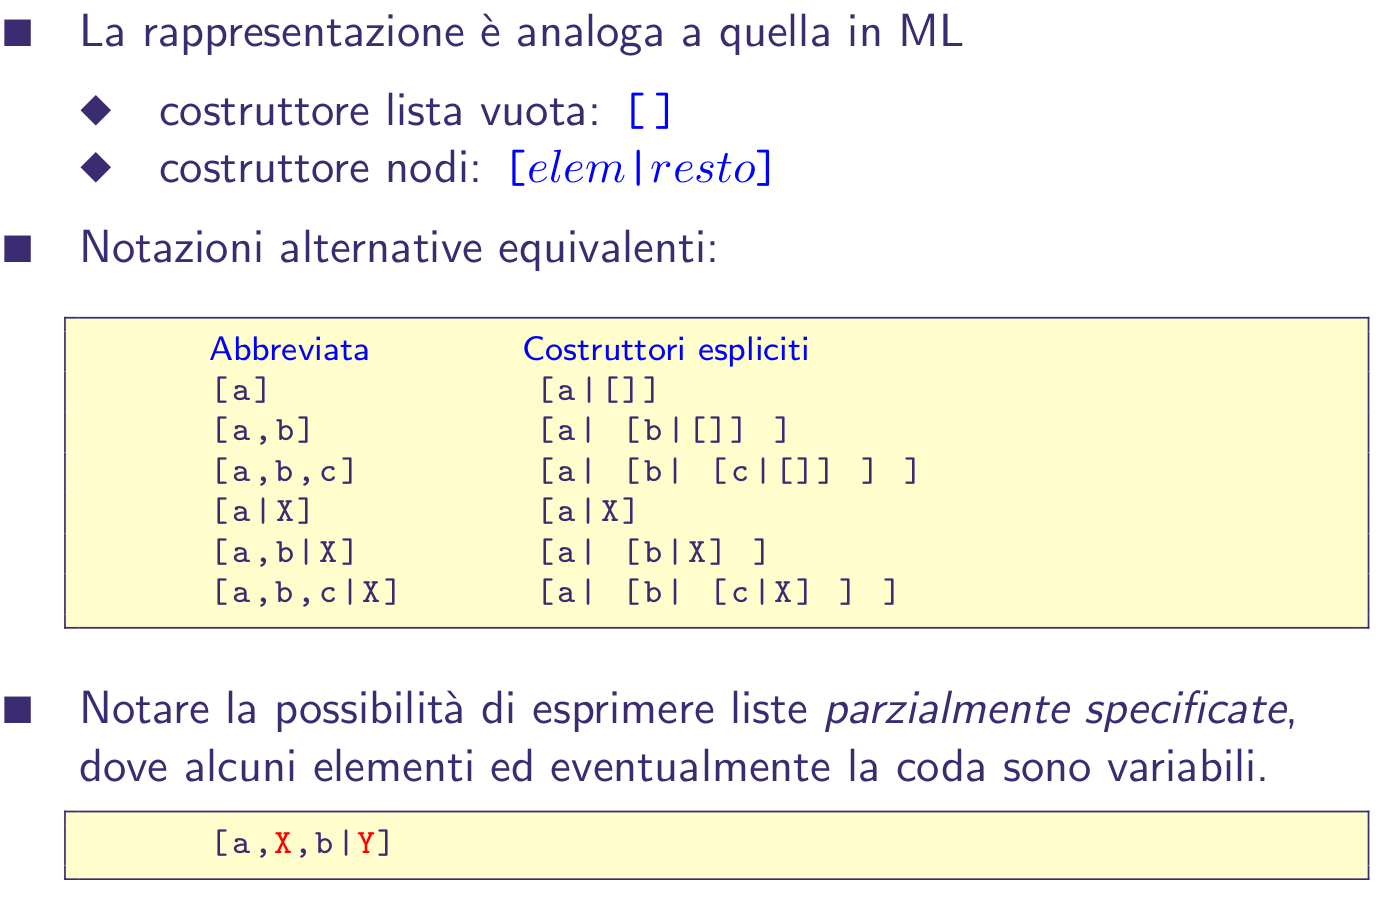 La rappresentazione è analoga a quella in ML
costruttore lista vuota: []
costruttore nodi: [elem|resto]
Notazioni alternative equivalenti:
Abbreviata Costruttori espliciti
[a] [a|[]]
[a,b] [a| [b|[]] ]
[a,b,c] [a| [b| [c|[]] ] ]
[a|X] [a|X]
[a,b|X] [a| [b|X] ]
[a,b,c|X] [a| [b| [c|X] ] ]
Notare la possibilità di esprimere liste parzialmente specificate,
dove alcuni elementi ed eventualmente la coda sono variabili.
[a,X,b|Y]